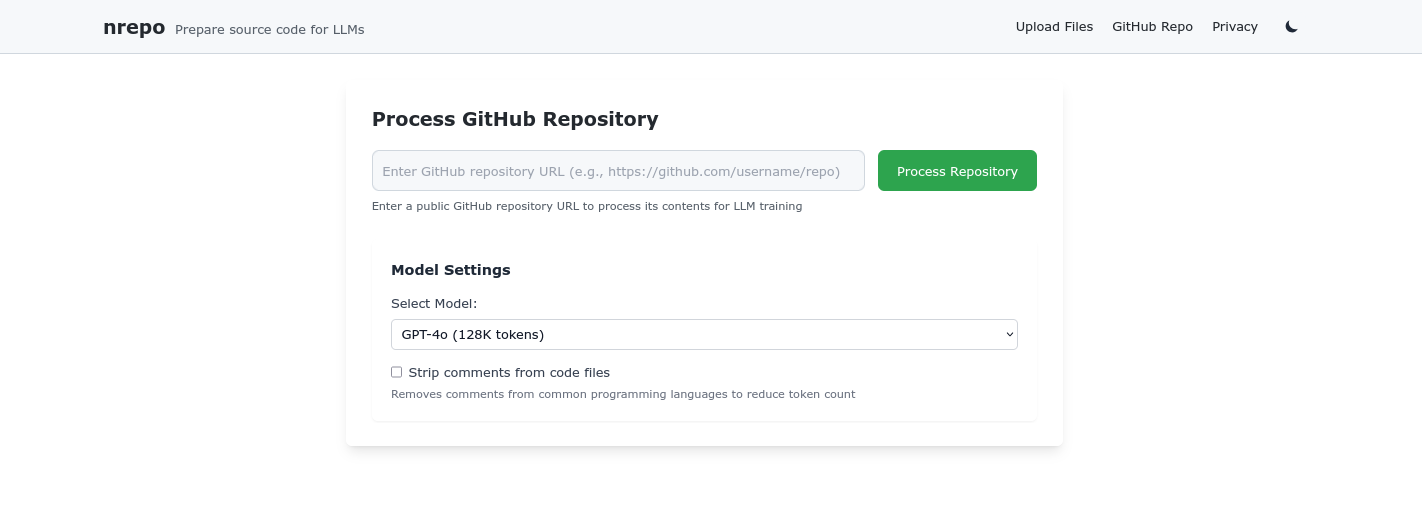 nrepo Prepare source code for LLMs
Upload Files GitHub Repo Privacy
Process GitHub Repository
Enter GitHub repository URL (e.g., https://github.com/username/repo)
Process Repository
Enter a public GitHub repository URL to process its contents for LLM training
Model Settings
Select Model:
GPT-4o (128K tokens)
Strip comments from code files
Removes comments from common programming languages to reduce token count